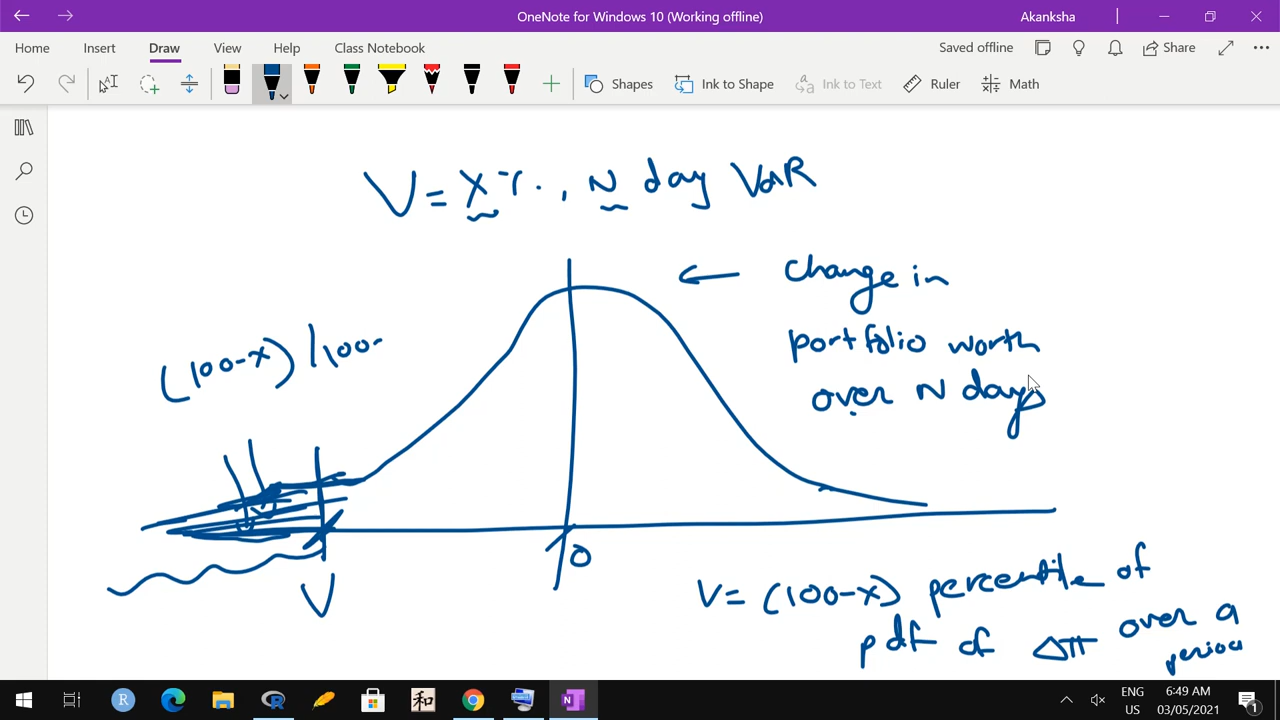 OneNote for Windows 10 (Working offline)
Akanksha
Home Insert Draw View Help Class Notebook
Saved offline
Share
Shapes
Ink to Shape
Ink to Text
Ruler
Math
V = X %. , N day VaR
change in
portfolio worth
over N days
(100-x) / 100.
0
V
V = (100-x) percentile of
pdf of Δπ over a
period
ENG
US
6:49 AM
03/05/2021